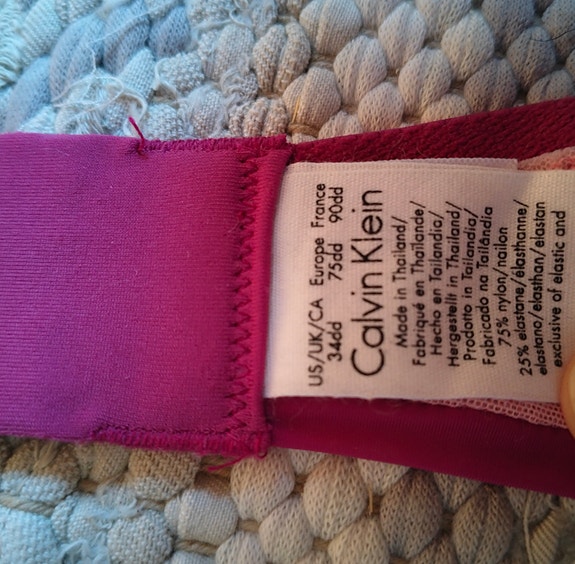 US/UK/CA Europe France
34dd 75dd 90dd
Calvin Klein
Made in Thailand/
Fabriqué en Thaïlande/
Hecho en Tailandia/
Hergestellt in Thailand/
Prodotto in Tailandia/
Fabricado na Tailândia
75% nylon/nailon
25% elastane/élasthanne/
elastano/elasthan/elastan
exclusive of elastic and